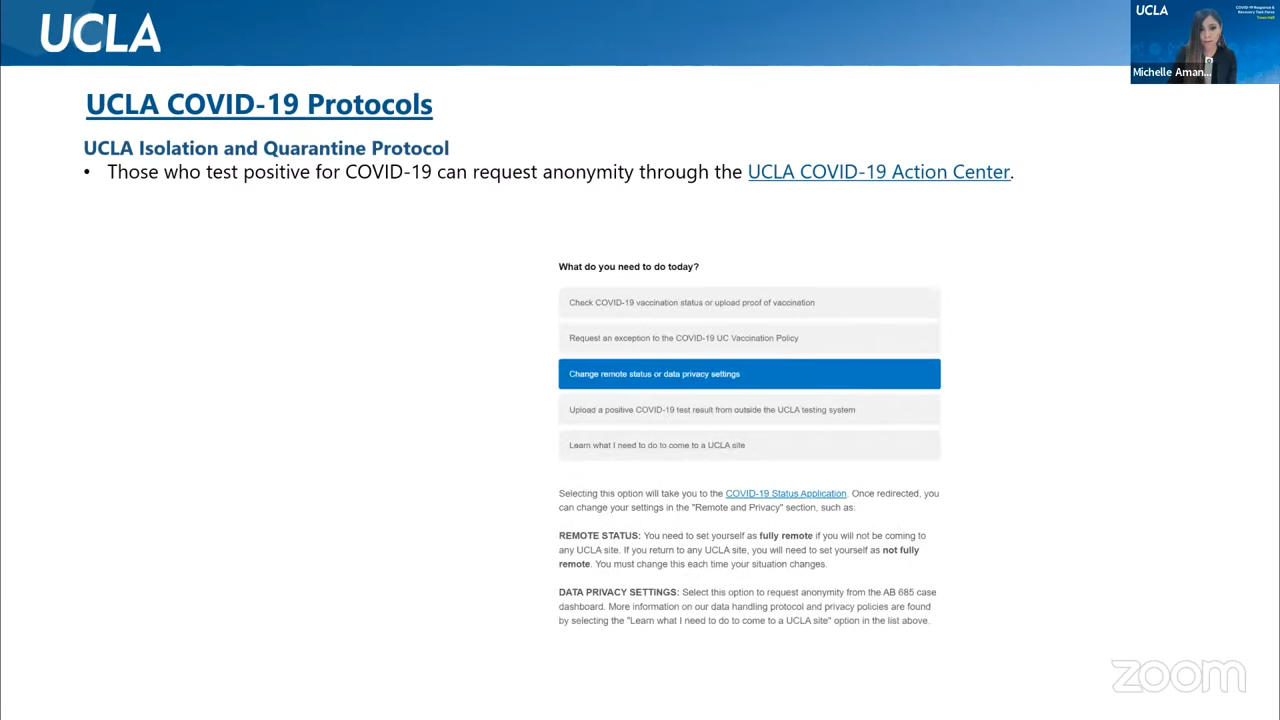 UCLA
UCLA
COVID-19 Response &
Recovery Task Force
Town Hall
Michelle Aman...
UCLA COVID-19 Protocols
UCLA Isolation and Quarantine Protocol
• Those who test positive for COVID-19 can request anonymity through the UCLA COVID-19 Action Center.
What do you need to do today?
Check COVID-19 vaccination status or upload proof of vaccination
Request an exception to the COVID-19 UC Vaccination Policy
Change remote status or data privacy settings
Upload a positive COVID-19 test result from outside the UCLA testing system
Learn what I need to do to come to a UCLA site
Selecting this option will take you to the COVID-19 Status Application. Once redirected, you
can change your settings in the "Remote and Privacy" section, such as:
REMOTE STATUS: You need to set yourself as fully remote if you will not be coming to
any UCLA site. If you return to any UCLA site, you will need to set yourself as not fully
remote. You must change this each time your situation changes.
DATA PRIVACY SETTINGS: Select this option to request anonymity from the AB 685 case
dashboard. More information on our data handling protocol and privacy policies are found
by selecting the "Learn what I need to do to come to a UCLA site" option in the list above.
zoom